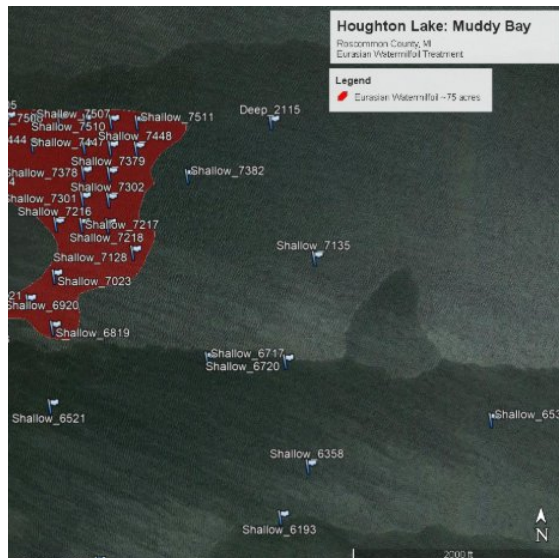 Houghton Lake: Muddy Bay
Roscommon County, MI
Eurasian Watermilfoil Treatment
Legend
Eurasian Watermilfoil ~75 acres
Shallow_7507
Shallow_7511
Deep_2115
Shallow_7510
Shallow_7448
Shallow_7447
Shallow_7379
Shallow_7378
Shallow_7382
Shallow_7302
Shallow_7301
Shallow_7216
Shallow_7217
Shallow_7218
Shallow_7135
Shallow_7128
Shallow_7023
Shallow_6920
Shallow_6819
Shallow_6717
Shallow_6720
Shallow_6521
Shallow_653
Shallow_6358
Shallow_6193
N
2000 ft